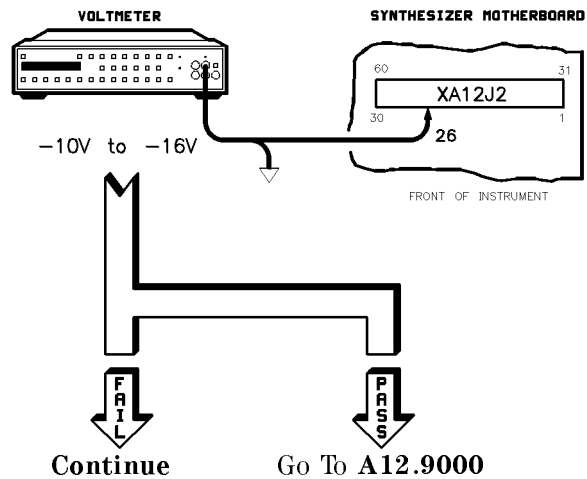 VOLTMETER
SYNTHESIZER MOTHERBOARD
60
31
XA12J2
30
1
26
−10V to −16V
FRONT OF INSTRUMENT
FAIL
PASS
Continue
Go To A12.9000